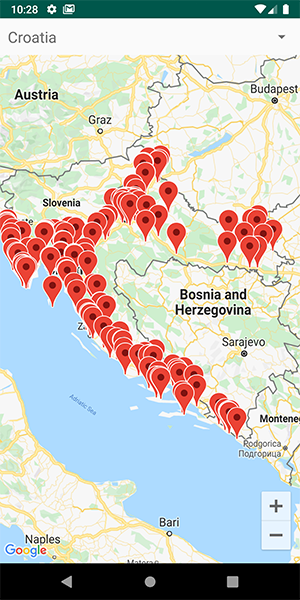 10:28
Croatia
Budapest
Austria
Graz
Slovenia
Bosnia and
Herzegovina
Sarajevo
Adriatic Sea
Montene
Podgorica
Подгорица
Bari
Naples
Google